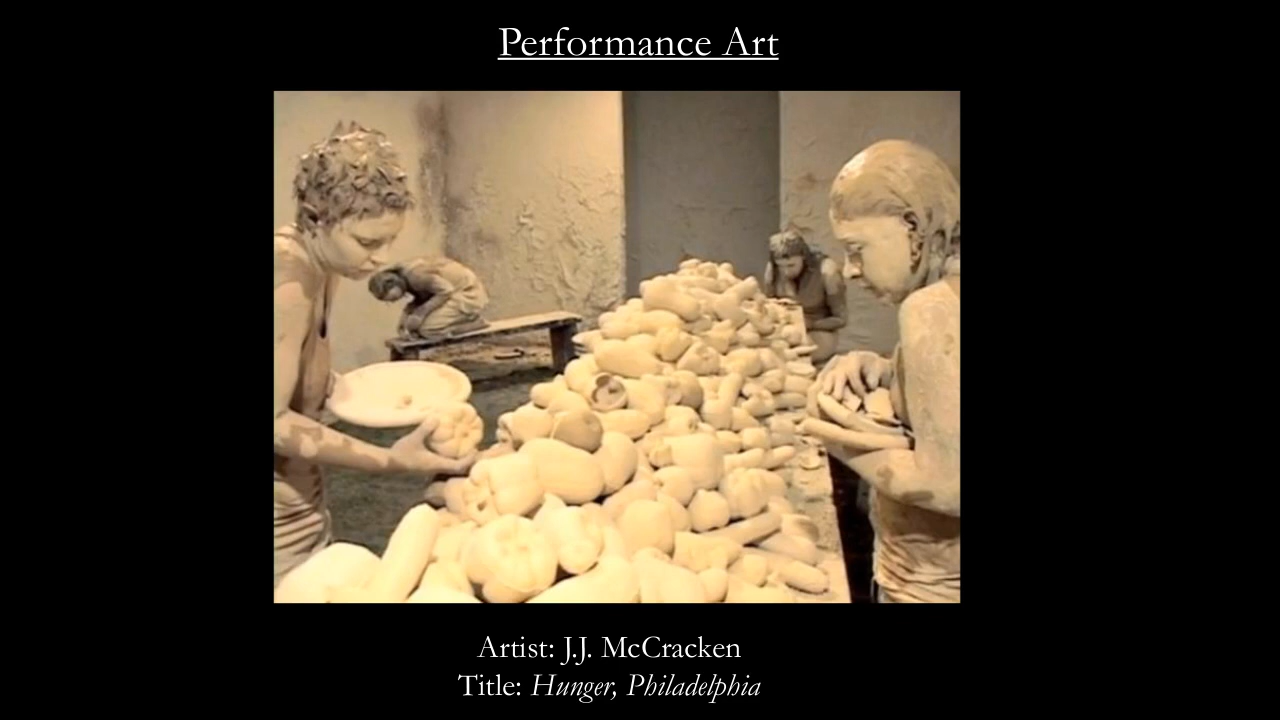 Performance Art
Artist: J.J. McCracken
Title: Hunger, Philadelphia